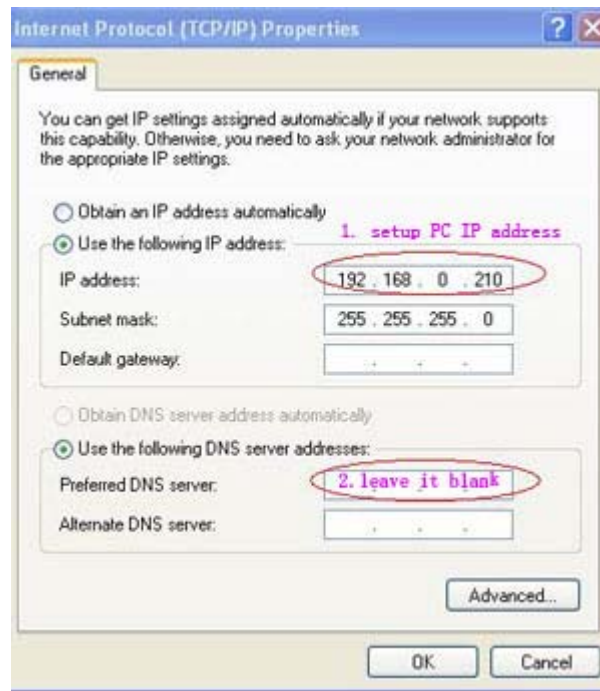 Internet Protocol (TCP/IP) Properties
General
You can get IP settings assigned automatically if your network supports
this capability. Otherwise, you need to ask your network administrator for
the appropriate IP settings.
Obtain an IP address automatically
1. setup PC IP address
Use the following IP address:
IP address: 192 . 168 . 0 . 210
Subnet mask: 255 . 255 . 255 . 0
Default gateway: . . .
Obtain DNS server address automatically
Use the following DNS server addresses:
Preferred DNS server: 2.leave it blank
Alternate DNS server: . . .
Advanced...
OK Cancel